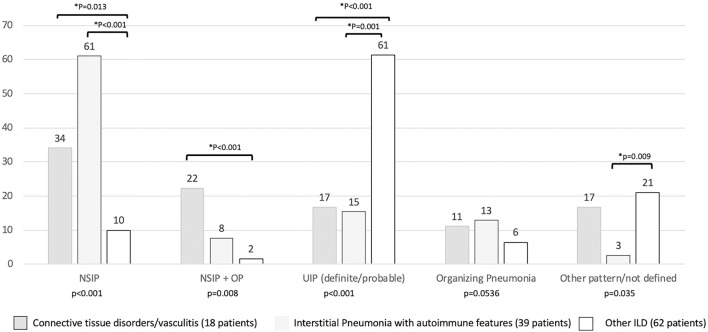 *P=0.013
*P<0.001
*P<0.001
*P=0.001
*P<0.001
*p=0.009
70
60
50
40
30
20
10
0
34
61
10
22
8
2
17
15
61
11
13
6
17
3
21
NSIP
NSIP + OP
UIP (definite/probable)
Organizing Pneumonia
Other pattern/not defined
p<0.001
p=0.008
p<0.001
p=0.0536
p=0.035
Connective tissue disorders/vasculitis (18 patients)
Interstitial Pneumonia with autoimmune features (39 patients)
Other ILD (62 patients)